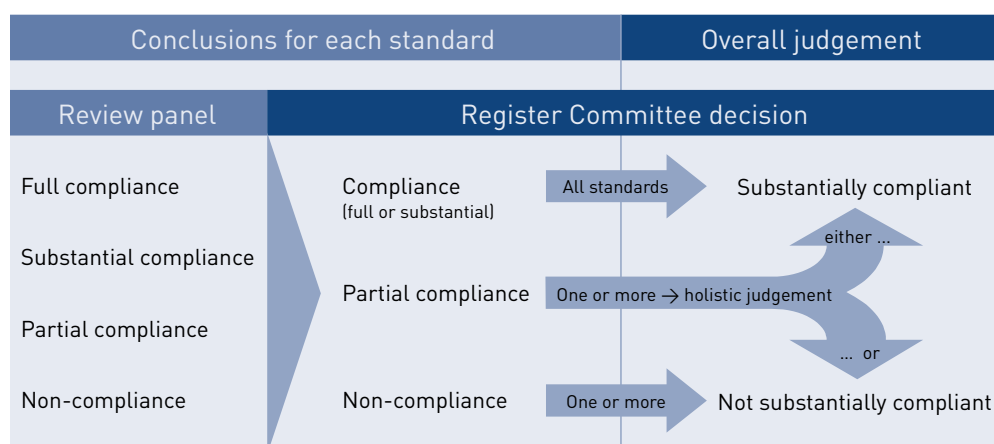 Conclusions for each standard
Overall judgement
Review panel
Register Committee decision
Full compliance
Compliance
(full or substantial)
All standards
Substantially compliant
either ...
Substantial compliance
Partial compliance
One or more → holistic judgement
Partial compliance
... or
Non-compliance
Non-compliance
One or more
Not substantially compliant